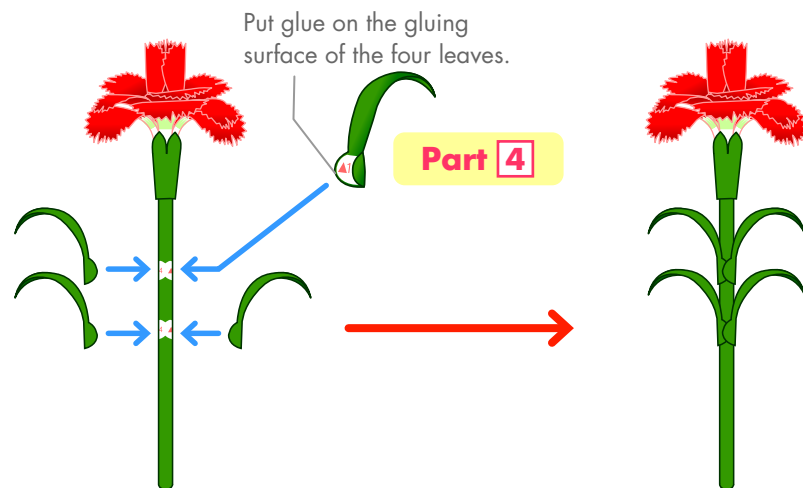 Put glue on the gluing
surface of the four leaves.
Part 4